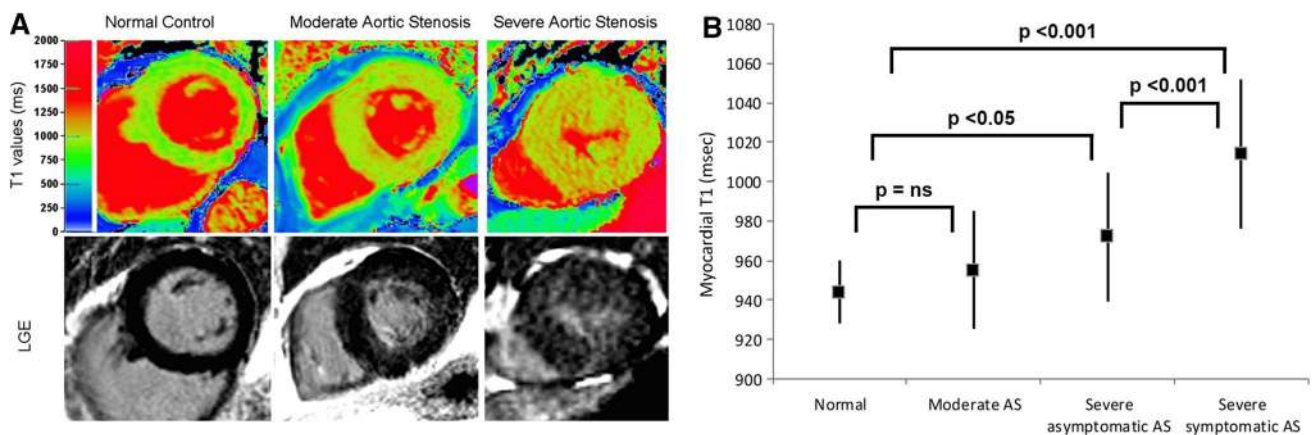 A
Normal Control
Moderate Aortic Stenosis
Severe Aortic Stenosis
T1 values (ms)
2000
1750
1500
1250
1000
750
500
250
0
LGE
B
Myocardial T1 (msec)
1080
1060
1040
1020
1000
980
960
940
920
900
p <0.001
p <0.001
p <0.05
p = ns
Normal
Moderate AS
Severe
asymptomatic AS
Severe
symptomatic AS